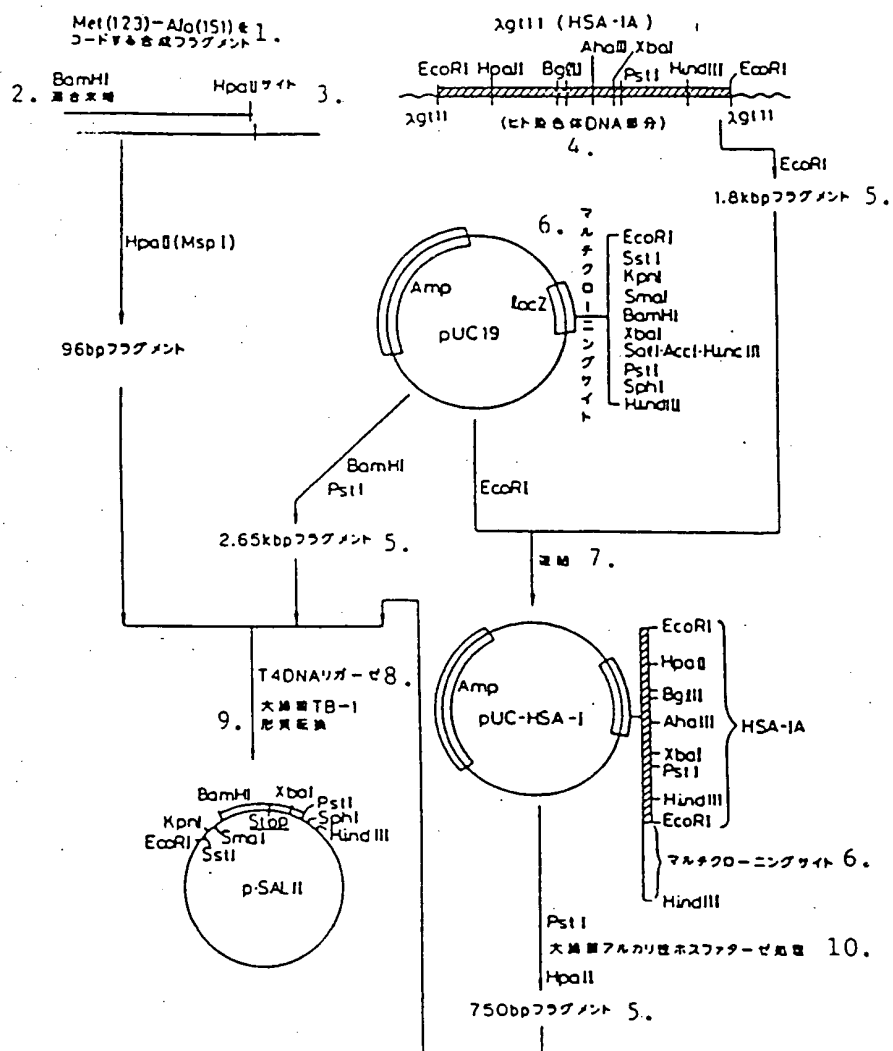 Met(123)-Ala(151)を 1.
コードする合成フラグメント
2. BamHI
HpaIIサイト 3.
λgt11 (HSA-IA)
AhaIII XbaI
EcoRI HpaII BglII PstI HindIII EcoRI
λgt11 λgt11
(ヒト染色体DNA部分)
4.
EcoRI
1.8kbpフラグメント 5.
HpaII(MspI)
96bpフラグメント
6. マルチクローニングサイト
Amp
lacZ
pUC19
EcoRI
SstI
KpnI
SmaI
BamHI
XbaI
SalI·AccI·HincII
PstI
SphI
HindIII
BamHI
PstI
EcoRI
2.65kbpフラグメント 5.
連結 7.
T4DNAリガーゼ 8.
9. 大腸菌TB-1
形質転換
Amp
pUC-HSA-I
EcoRI
HpaII
BglII
AhaIII
XbaI
PstI
HindIII
EcoRI
HSA-IA
マルチクローニングサイト 6.
HindIII
BamHI XbaI
PstI
KpnI Stop SphI
EcoRI SmaI HindIII
SstI
p·SALII
PstI
大腸菌アルカリ性ホスファターゼ処理 10.
HpaII
750bpフラグメント 5.